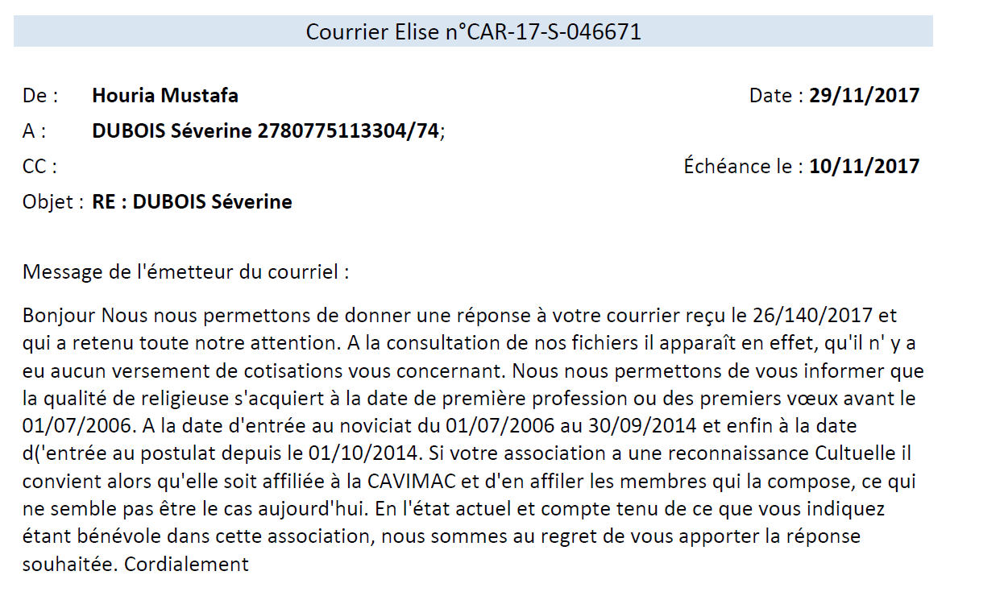 Courrier Elise n°CAR-17-S-046671
De : Houria Mustafa Date : 29/11/2017
A : DUBOIS Séverine 2780775113304/74;
CC : Échéance le : 10/11/2017
Objet : RE : DUBOIS Séverine
Message de l'émetteur du courriel :
Bonjour Nous nous permettons de donner une réponse à votre courrier reçu le 26/140/2017 et
qui a retenu toute notre attention. A la consultation de nos fichiers il apparaît en effet, qu'il n' y a
eu aucun versement de cotisations vous concernant. Nous nous permettons de vous informer que
la qualité de religieuse s'acquiert à la date de première profession ou des premiers vœux avant le
01/07/2006. A la date d'entrée au noviciat du 01/07/2006 au 30/09/2014 et enfin à la date
d('entrée au postulat depuis le 01/10/2014. Si votre association a une reconnaissance Cultuelle il
convient alors qu'elle soit affiliée à la CAVIMAC et d'en affiler les membres qui la compose, ce qui
ne semble pas être le cas aujourd'hui. En l'état actuel et compte tenu de ce que vous indiquez
étant bénévole dans cette association, nous sommes au regret de vous apporter la réponse
souhaitée. Cordialement